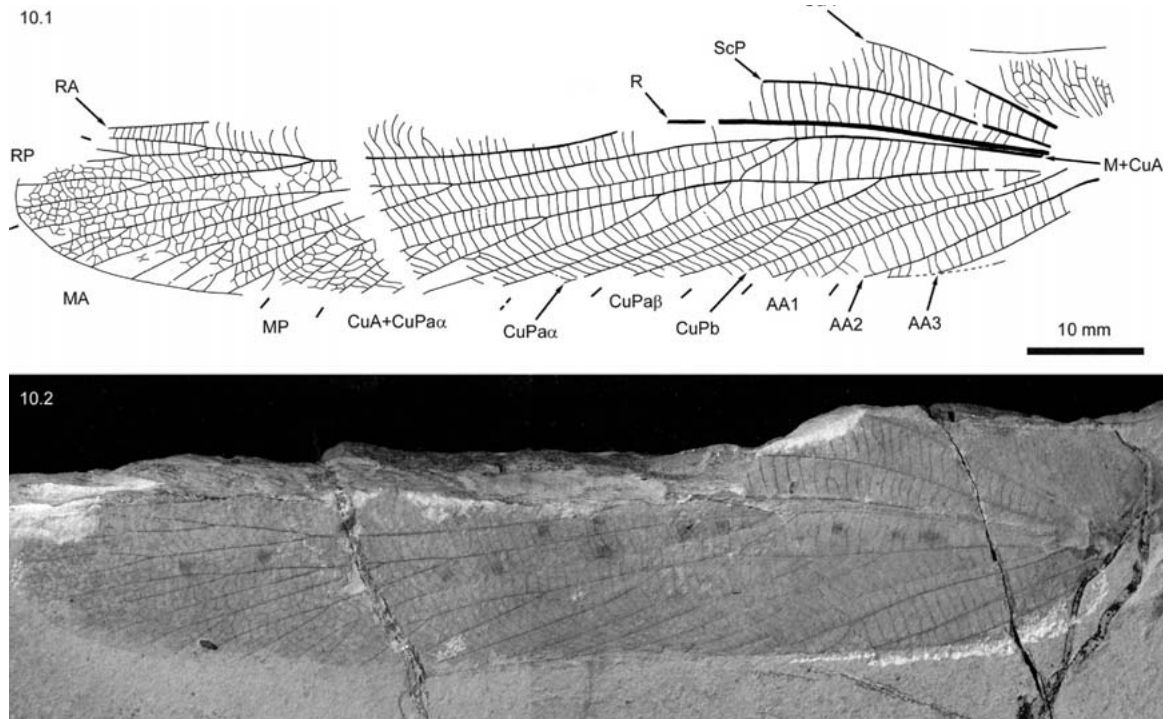 10.1
ScP
RA
R
RP
M+CuA
MA
MP
CuA+CuPaα
CuPaα
CuPaβ
CuPb
AA1
AA2
AA3
10 mm
10.2